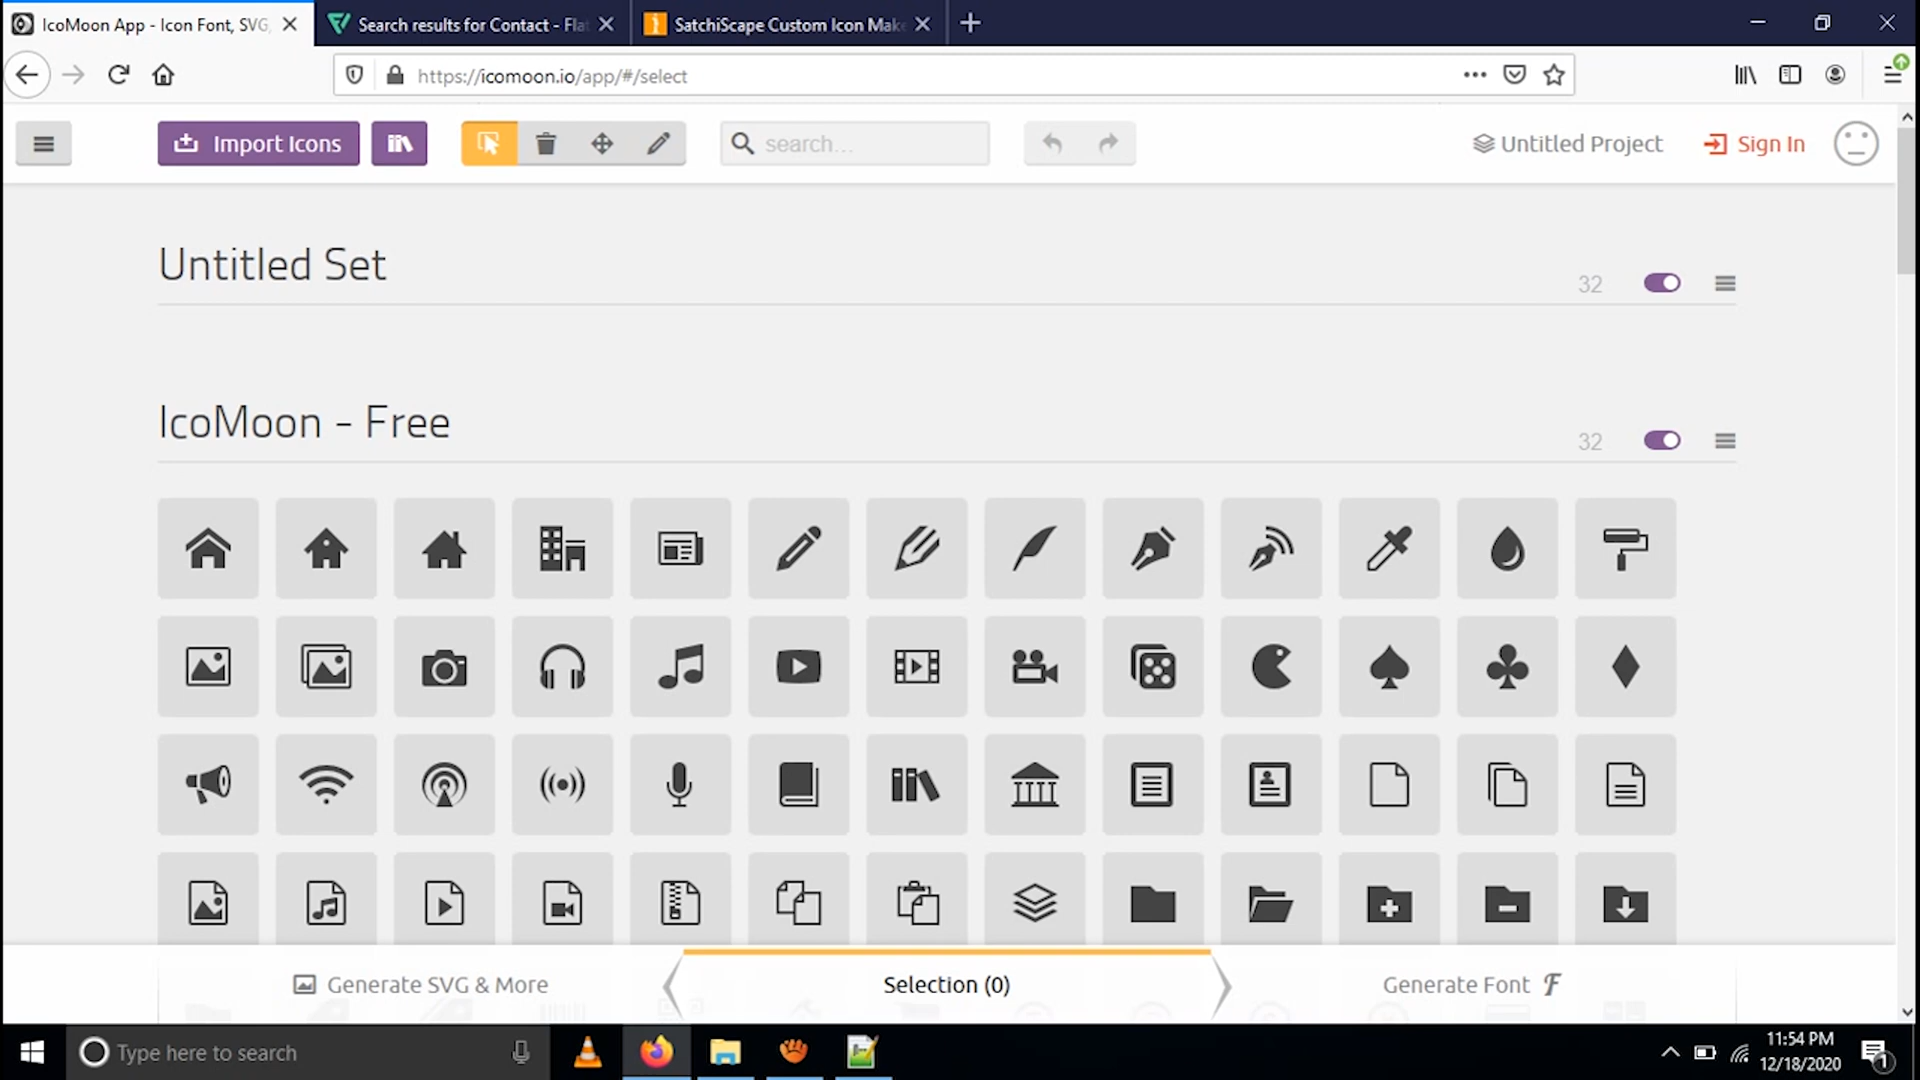 IcoMoon App - Icon Font, SVG,
Search results for Contact - Fla
SatchiScape Custom Icon Make
https://icomoon.io/app/#/select
Import Icons
search...
Untitled Project
Sign In
Untitled Set
32
IcoMoon - Free
32
Generate SVG & More
Selection (0)
Generate Font
Type here to search
11:54 PM
12/18/2020
1